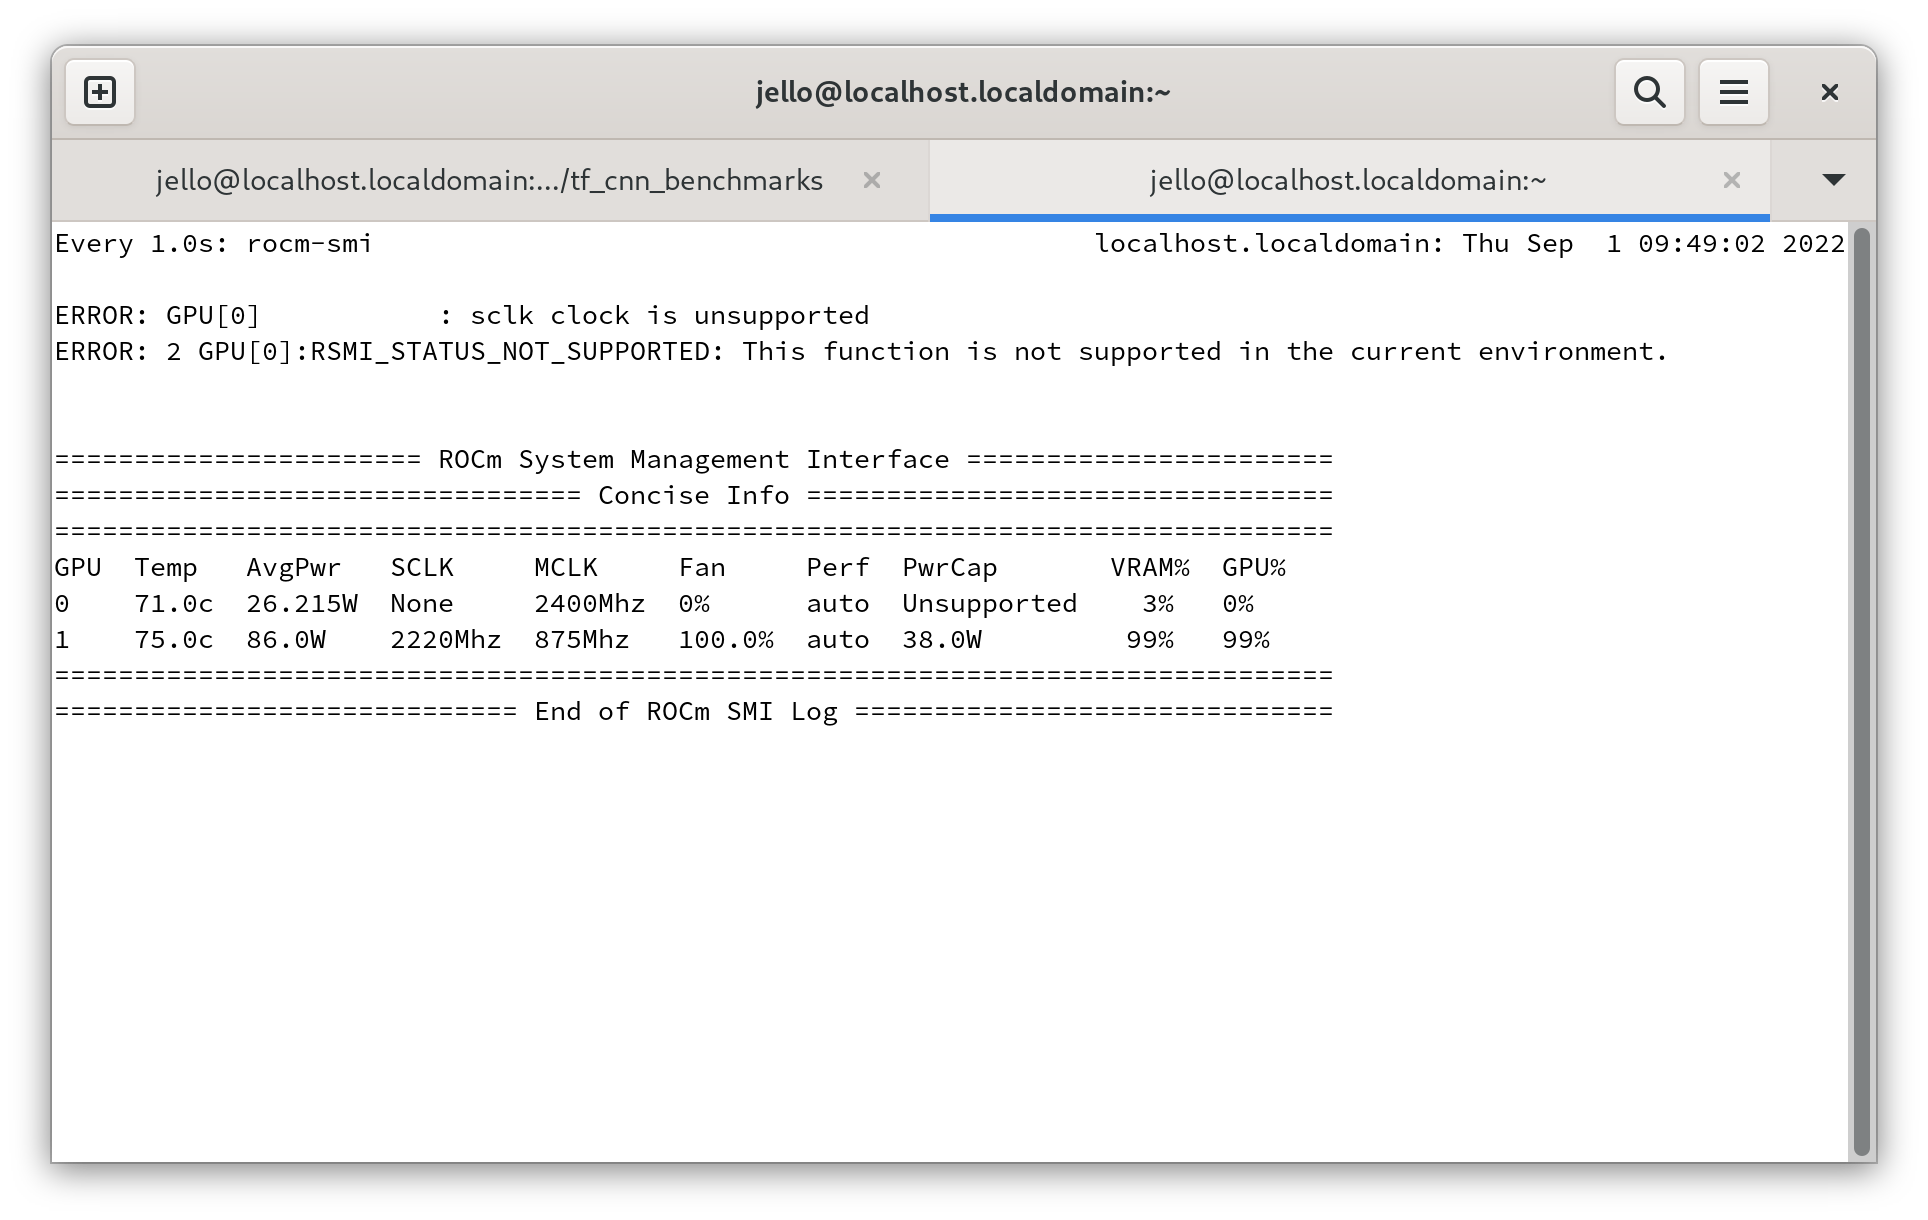 jello@localhost.localdomain:~
jello@localhost.localdomain:.../tf_cnn_benchmarks
jello@localhost.localdomain:~
Every 1.0s: rocm-smi                                             localhost.localdomain: Thu Sep  1 09:49:02 2022
ERROR: GPU[0]           : sclk clock is unsupported
ERROR: 2 GPU[0]:RSMI_STATUS_NOT_SUPPORTED: This function is not supported in the current environment.
======================= ROCm System Management Interface =======================
================================= Concise Info =================================
================================================================================
GPU  Temp   AvgPwr   SCLK     MCLK     Fan     Perf  PwrCap       VRAM%  GPU%
0    71.0c  26.215W  None     2400Mhz  0%      auto  Unsupported    3%   0%
1    75.0c  86.0W    2220Mhz  875Mhz   100.0%  auto  38.0W         99%   99%
================================================================================
============================= End of ROCm SMI Log ==============================